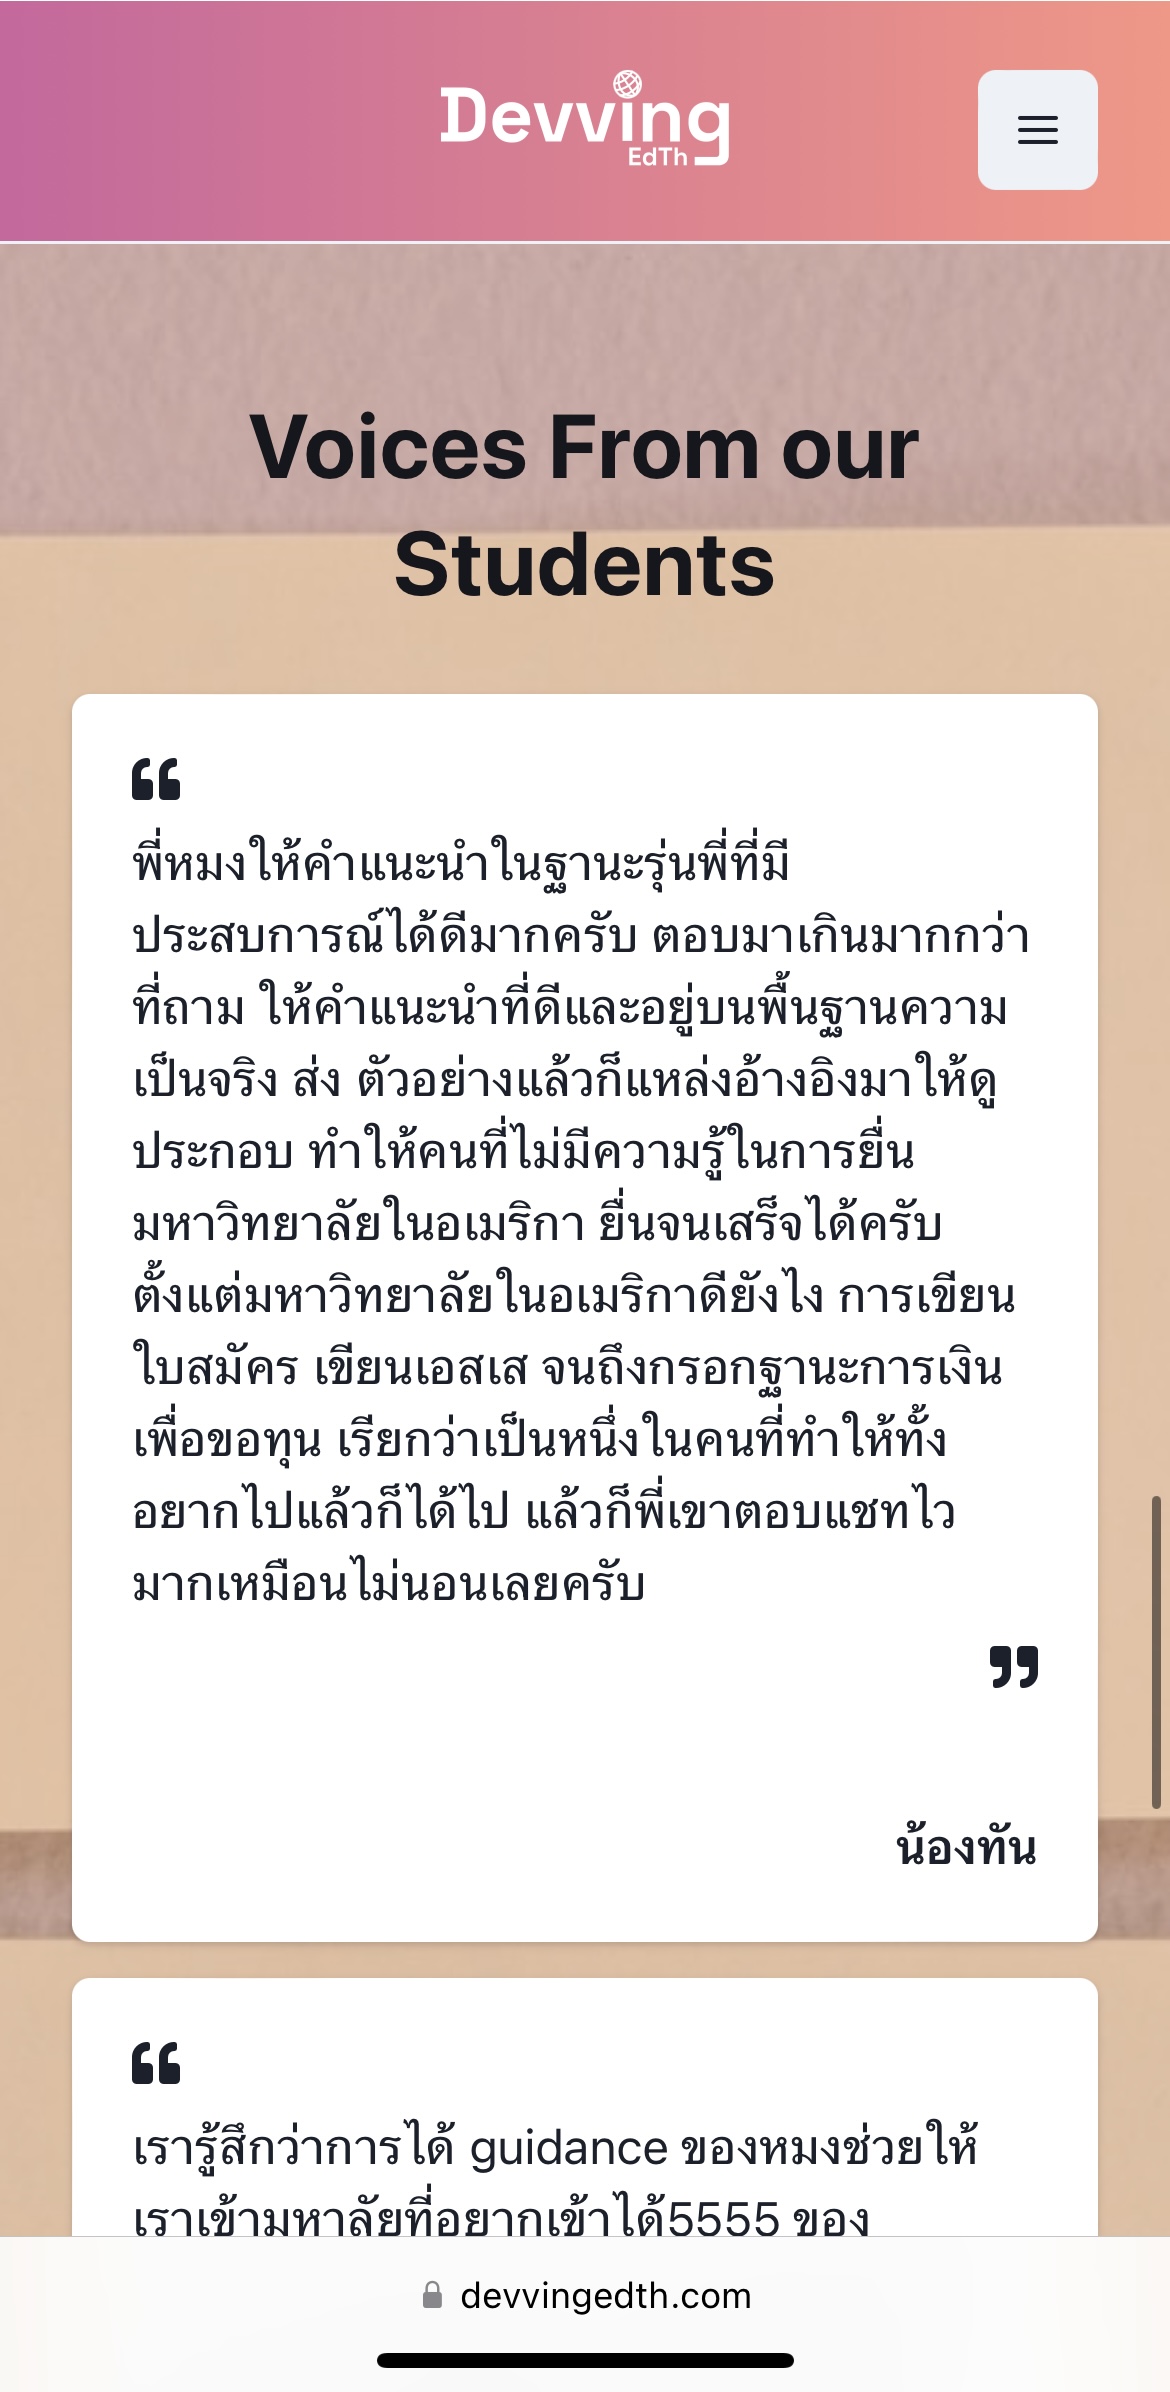 Devving
EdTh
Voices From our
Students
“
พี่หมงให้คำแนะนำในฐานะรุ่นพี่ที่มี
ประสบการณ์ได้ดีมากครับ ตอบมาเกินมากกว่า
ที่ถาม ให้คำแนะนำที่ดีและอยู่บนพื้นฐานความ
เป็นจริง ส่ง ตัวอย่างแล้วก็แหล่งอ้างอิงมาให้ดู
ประกอบ ทำให้คนที่ไม่มีความรู้ในการยื่น
มหาวิทยาลัยในอเมริกา ยื่นจนเสร็จได้ครับ
ตั้งแต่มหาวิทยาลัยในอเมริกาดียังไง การเขียน
ใบสมัคร เขียนเอสเส จนถึงกรอกฐานะการเงิน
เพื่อขอทุน เรียกว่าเป็นหนึ่งในคนที่ทำให้ทั้ง
อยากไปแล้วก็ได้ไป แล้วก็พี่เขาตอบแชทไว
มากเหมือนไม่นอนเลยครับ
”
น้องทัน
“
เรารู้สึกว่าการได้ guidance ของหมงช่วยให้
เราเข้ามหาลัยที่อยากเข้าได้5555 ของ
devvingedth.com